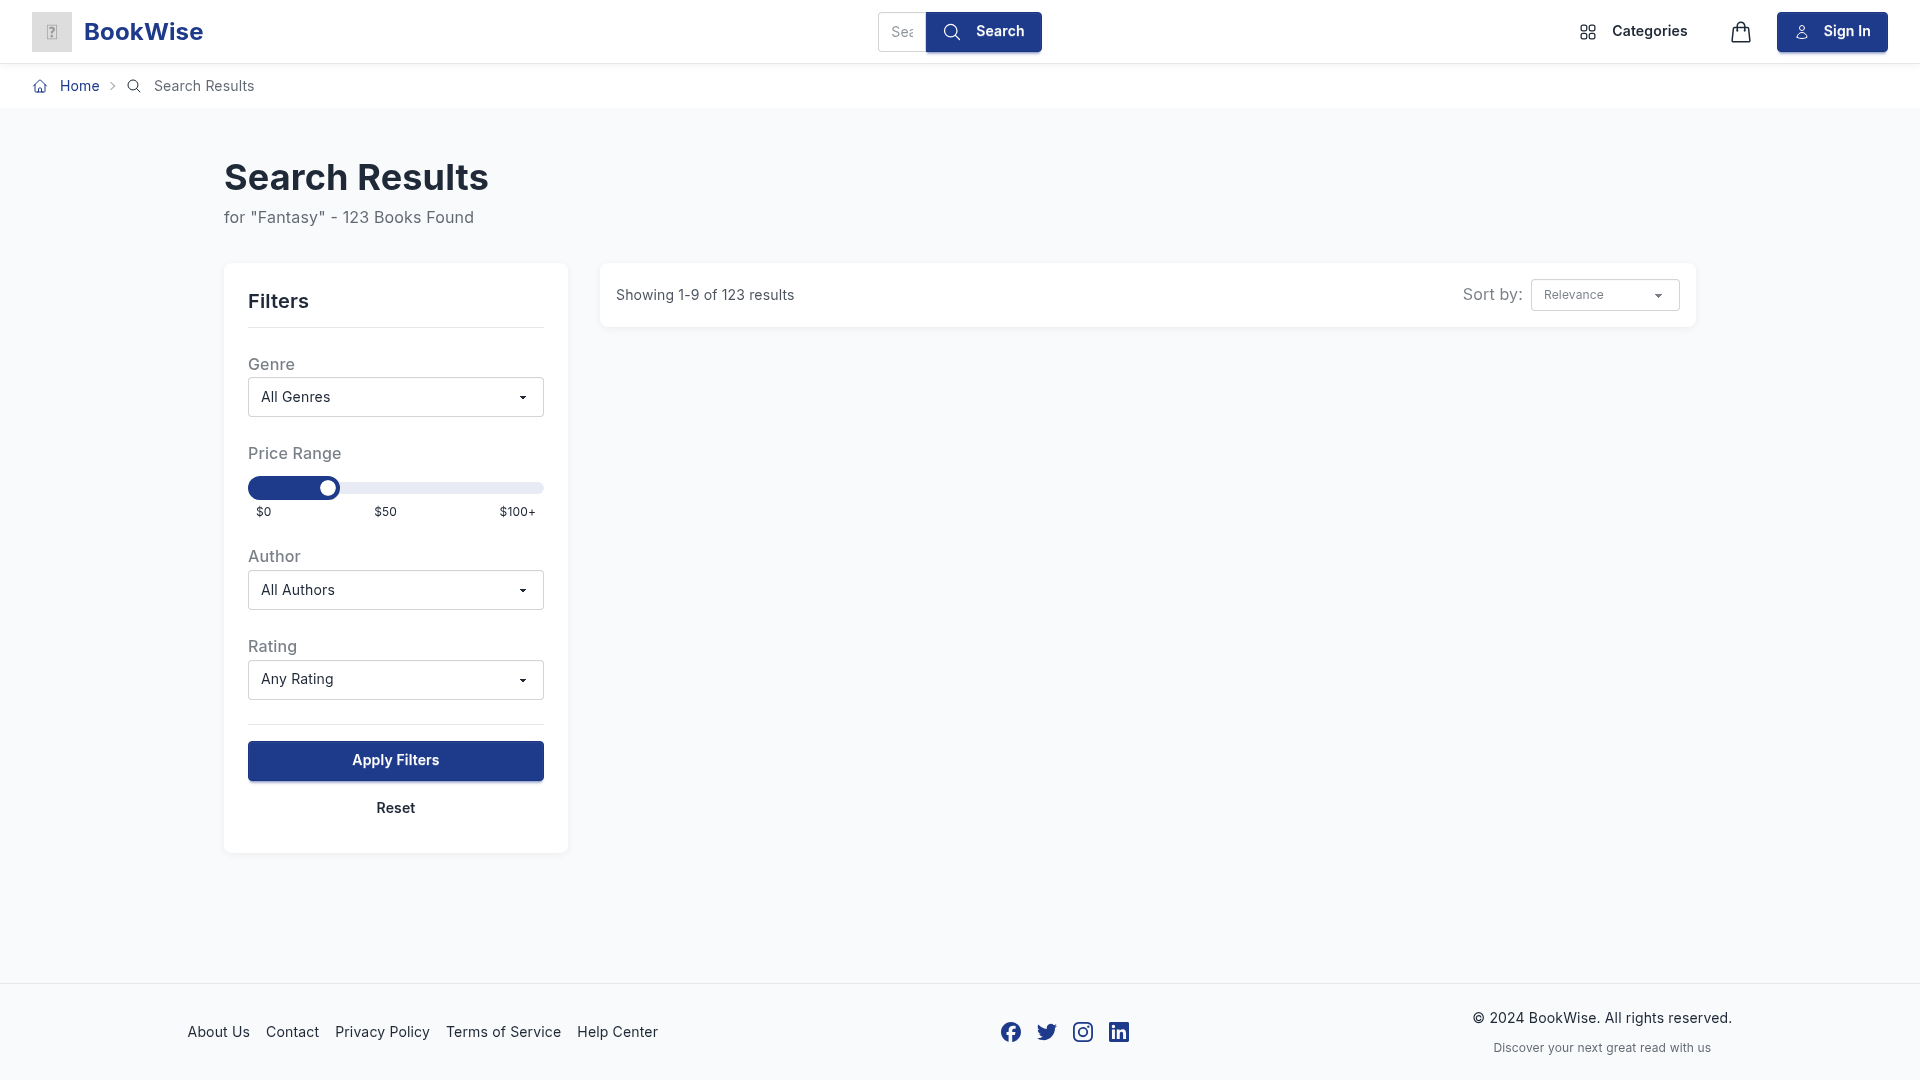 BookWise
Sea
Search
Categories
Sign In
Home
Search Results
Search Results
for "Fantasy" - 123 Books Found
Filters
Genre
All Genres
Price Range
$0 $50 $100+
Author
All Authors
Rating
Any Rating
Apply Filters
Reset
Showing 1-9 of 123 results
Sort by:
Relevance
About Us Contact Privacy Policy Terms of Service Help Center
© 2024 BookWise. All rights reserved.
Discover your next great read with us